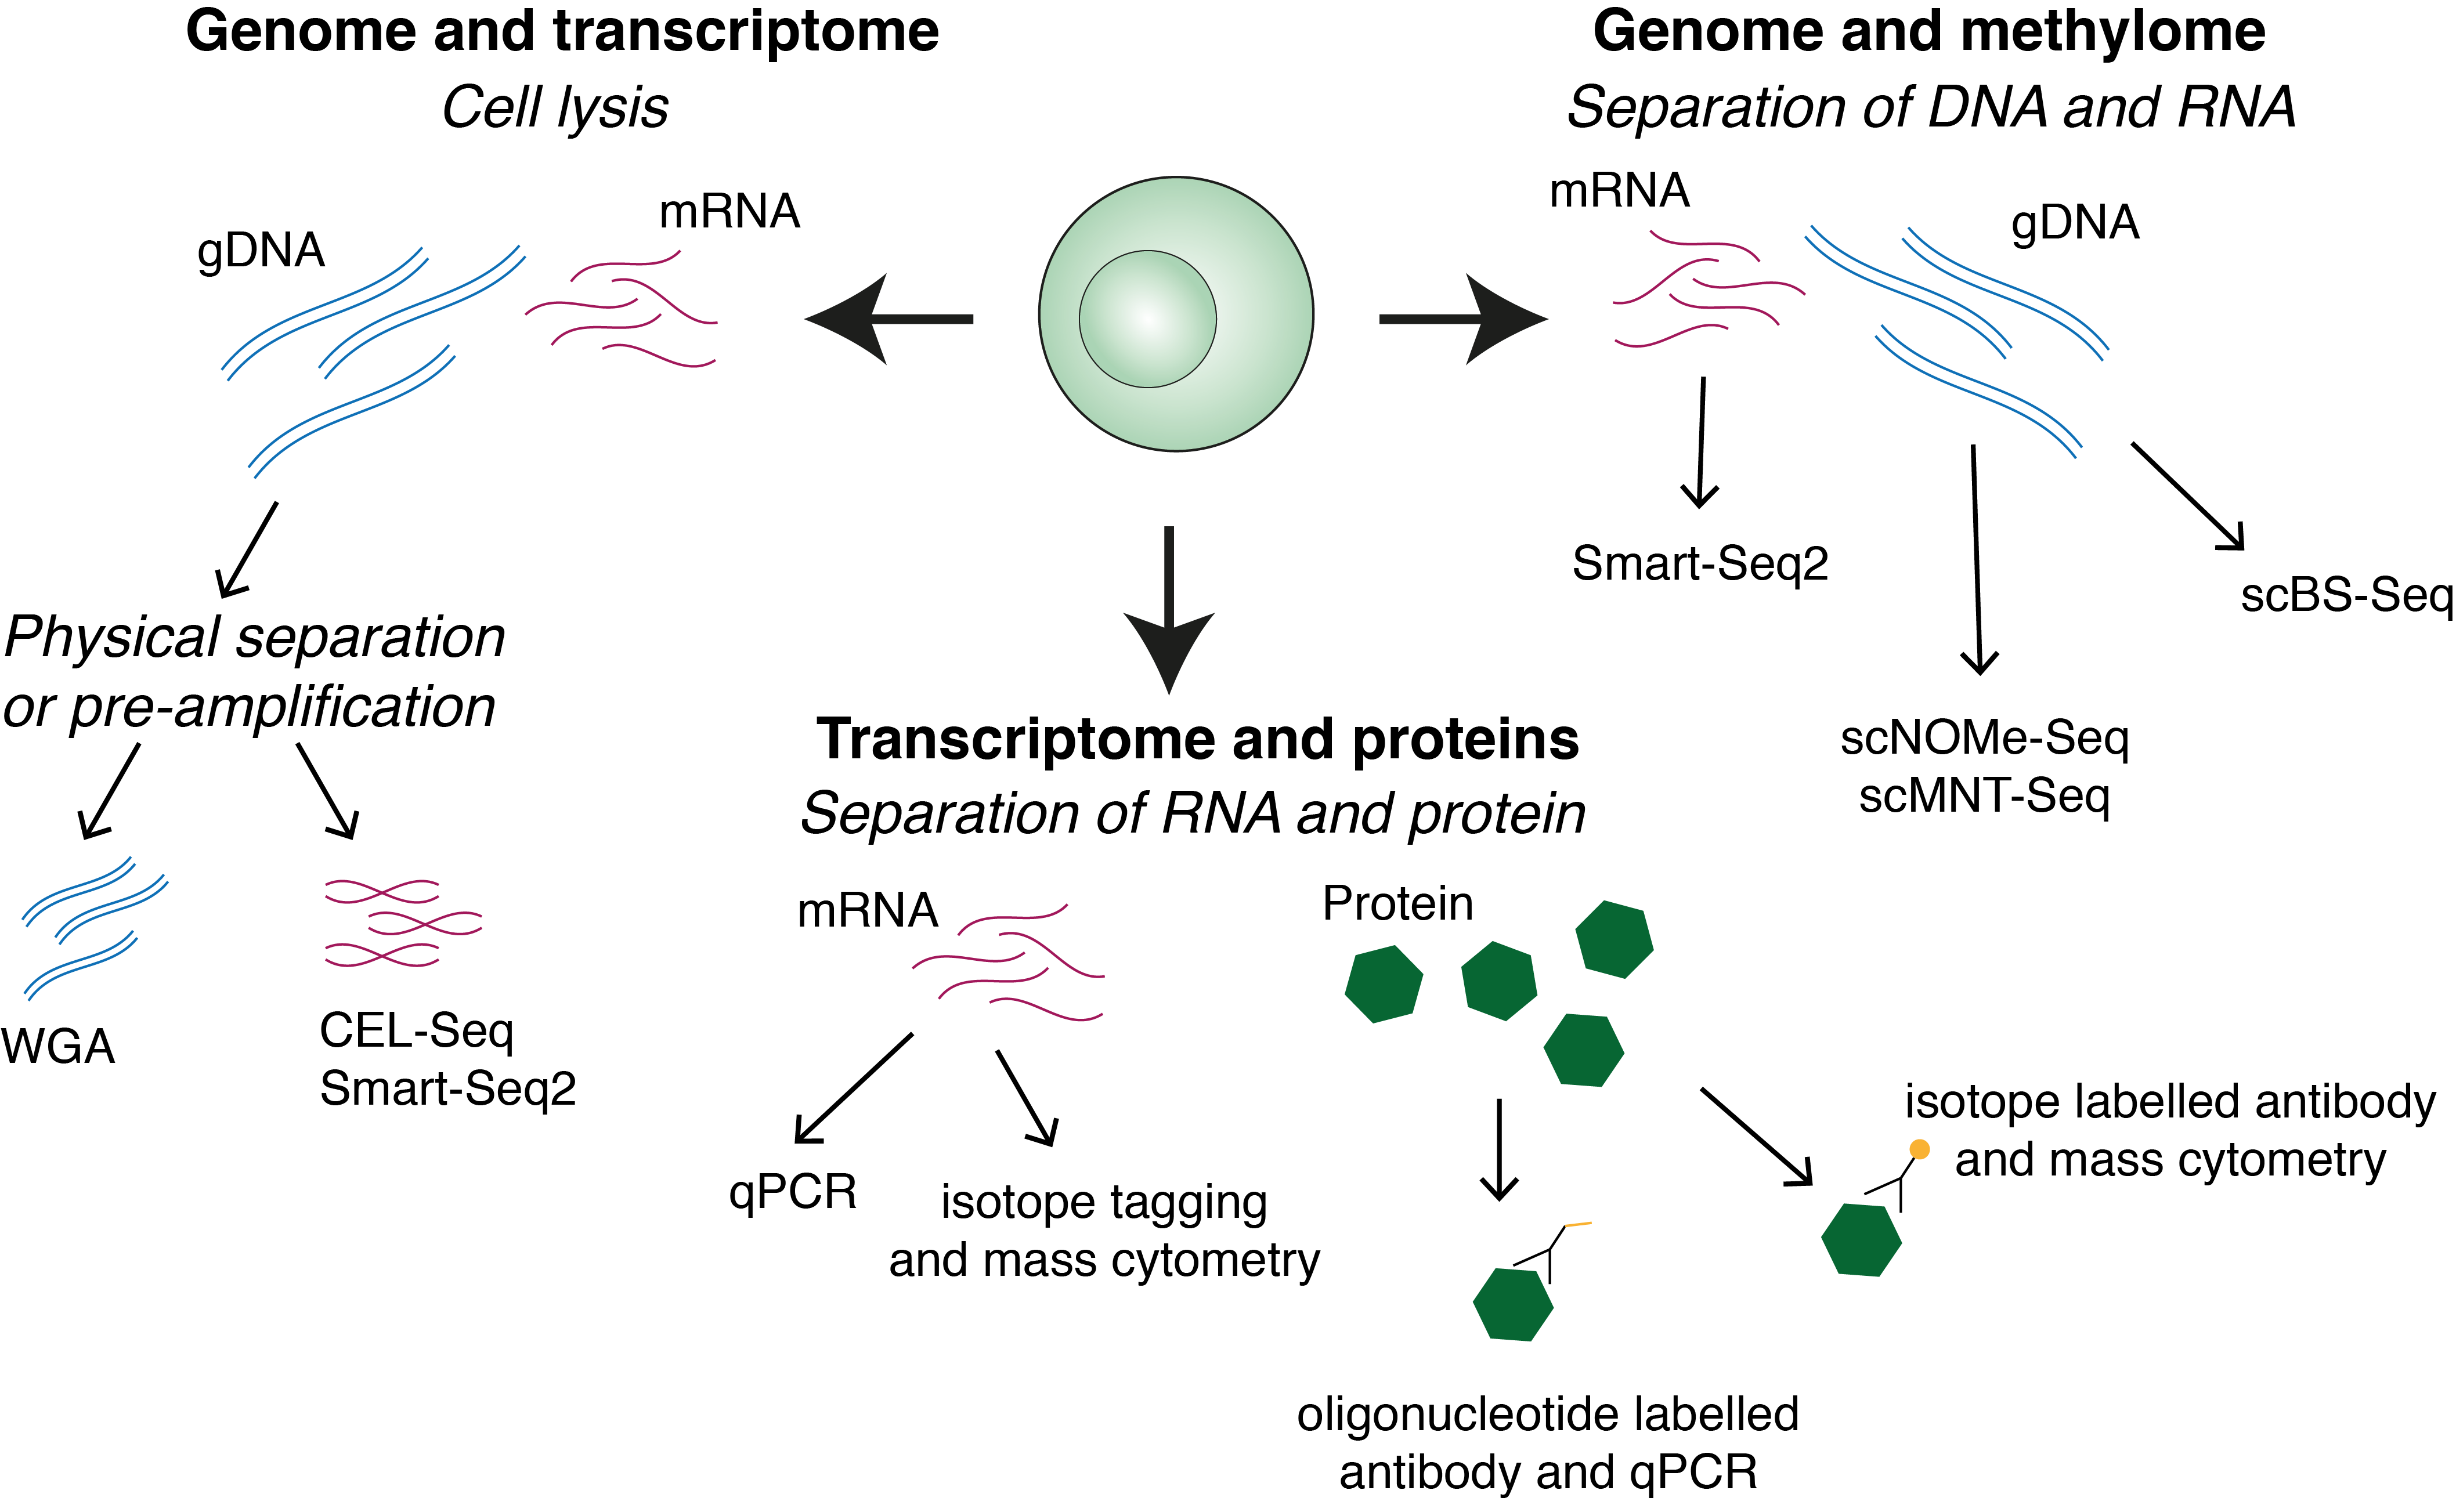 Genome and transcriptome
Cell lysis
gDNA
mRNA
Physical separation
or pre-amplification
WGA
CEL-Seq
Smart-Seq2
Genome and methylome
Separation of DNA and RNA
mRNA
gDNA
Smart-Seq2
scBS-Seq
scNOMe-Seq
scMNT-Seq
Transcriptome and proteins
Separation of RNA and protein
mRNA
Protein
qPCR
isotope tagging
and mass cytometry
isotope labelled antibody
and mass cytometry
oligonucleotide labelled
antibody and qPCR